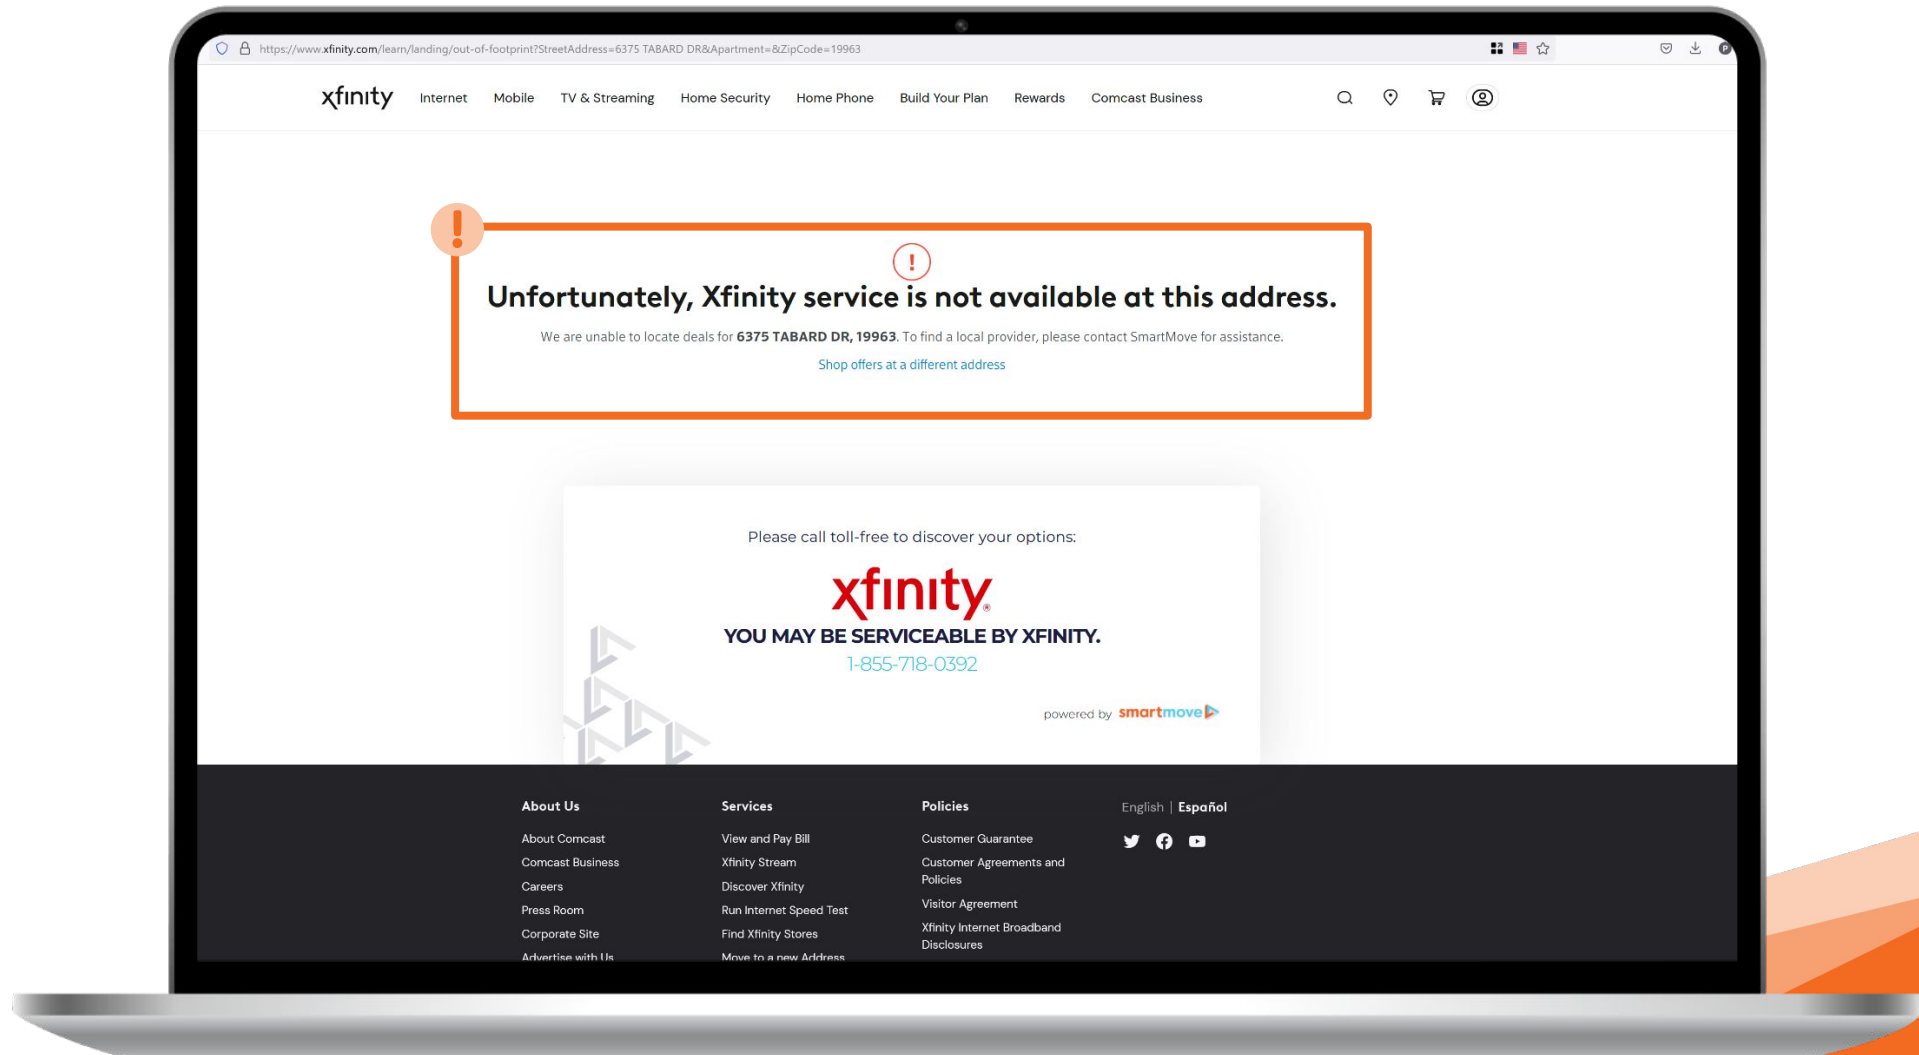 https://www.xfinity.com/learn/landing/out-of-footprint?StreetAddress=6375 TABARD DR&Apartment=&ZipCode=19963
xfinity Internet Mobile TV & Streaming Home Security Home Phone Build Your Plan Rewards Comcast Business
!
!
Unfortunately, Xfinity service is not available at this address.
We are unable to locate deals for 6375 TABARD DR, 19963. To find a local provider, please contact SmartMove for assistance.
Shop offers at a different address
Please call toll-free to discover your options:
xfinity®
YOU MAY BE SERVICEABLE BY XFINITY.
1-855-718-0392
powered by smartmove
About Us
About Comcast
Comcast Business
Careers
Press Room
Corporate Site
Advertise with Us
Services
View and Pay Bill
Xfinity Stream
Discover Xfinity
Run Internet Speed Test
Find Xfinity Stores
Move to a new Address
Policies
Customer Guarantee
Customer Agreements and
Policies
Visitor Agreement
Xfinity Internet Broadband
Disclosures
English | Español